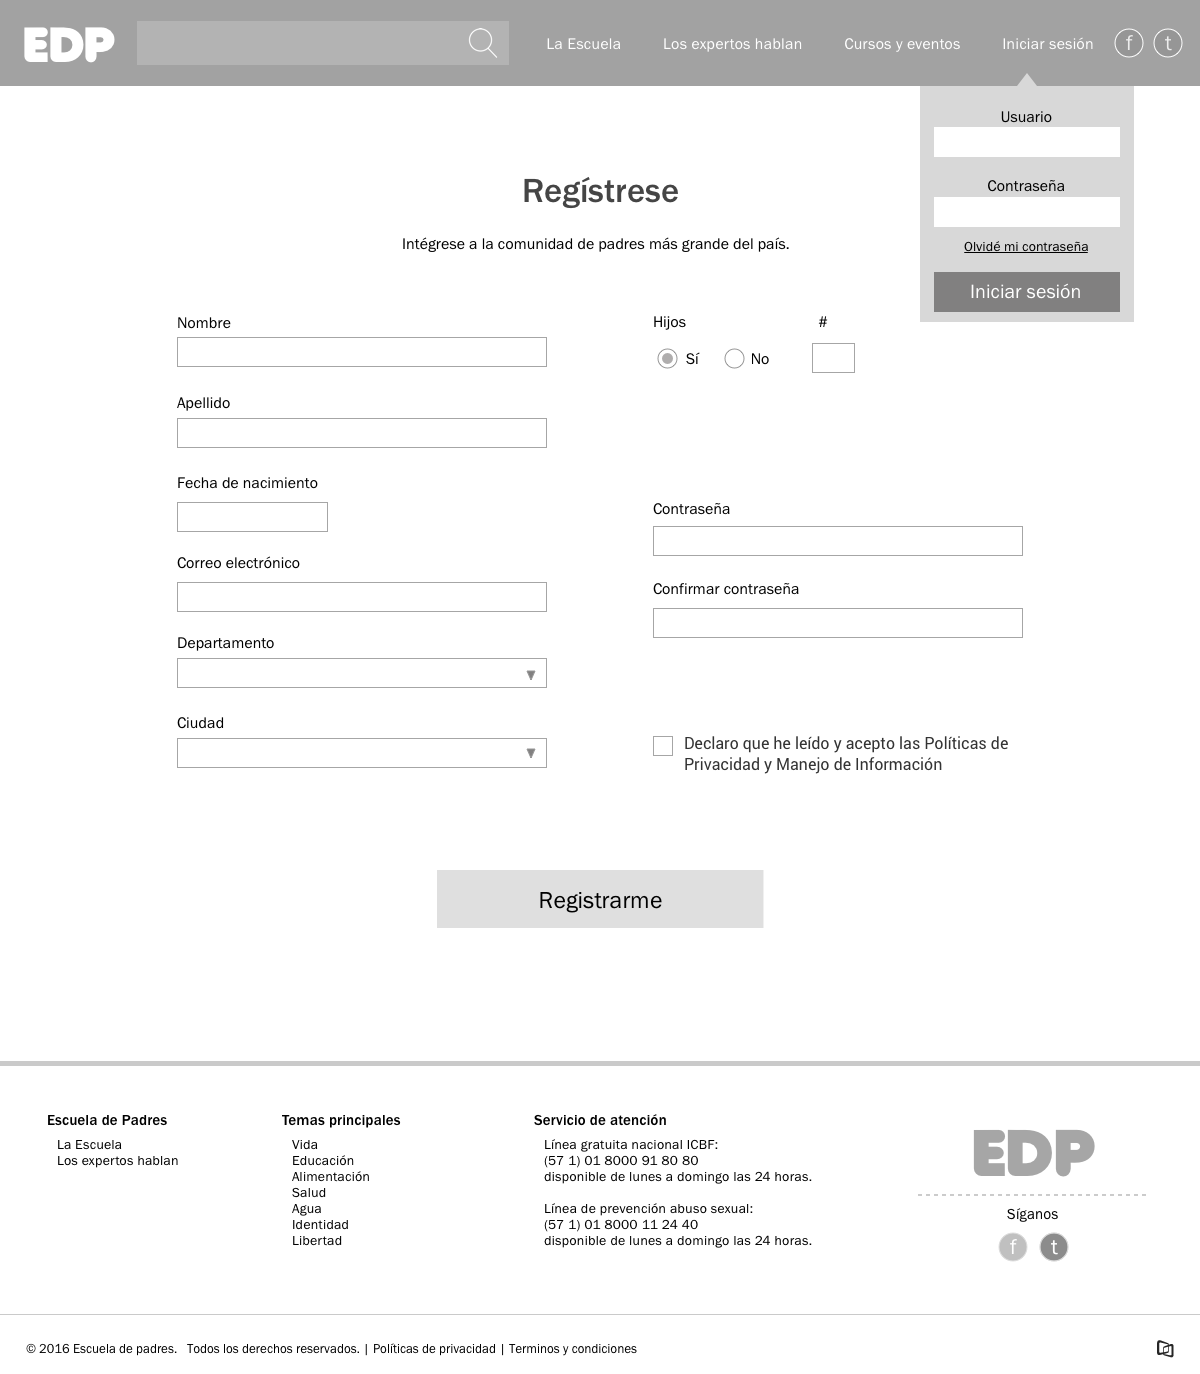 EDP
La Escuela
Los expertos hablan
Cursos y eventos
Iniciar sesión
f
t
Usuario
Contraseña
Olvidé mi contraseña
Iniciar sesión
Regístrese
Intégrese a la comunidad de padres más grande del país.
Nombre
Apellido
Fecha de nacimiento
Correo electrónico
Departamento
Ciudad
Hijos #
Sí No
Contraseña
Confirmar contraseña
Declaro que he leído y acepto las Políticas de
Privacidad y Manejo de Información
Registrarme
Escuela de Padres
La Escuela
Los expertos hablan
Temas principales
Vida
Educación
Alimentación
Salud
Agua
Identidad
Libertad
Servicio de atención
Línea gratuita nacional ICBF:
(57 1) 01 8000 91 80 80
disponible de lunes a domingo las 24 horas.
Línea de prevención abuso sexual:
(57 1) 01 8000 11 24 40
disponible de lunes a domingo las 24 horas.
EDP
Síganos
f
t
© 2016 Escuela de padres. Todos los derechos reservados. | Políticas de privacidad | Terminos y condiciones